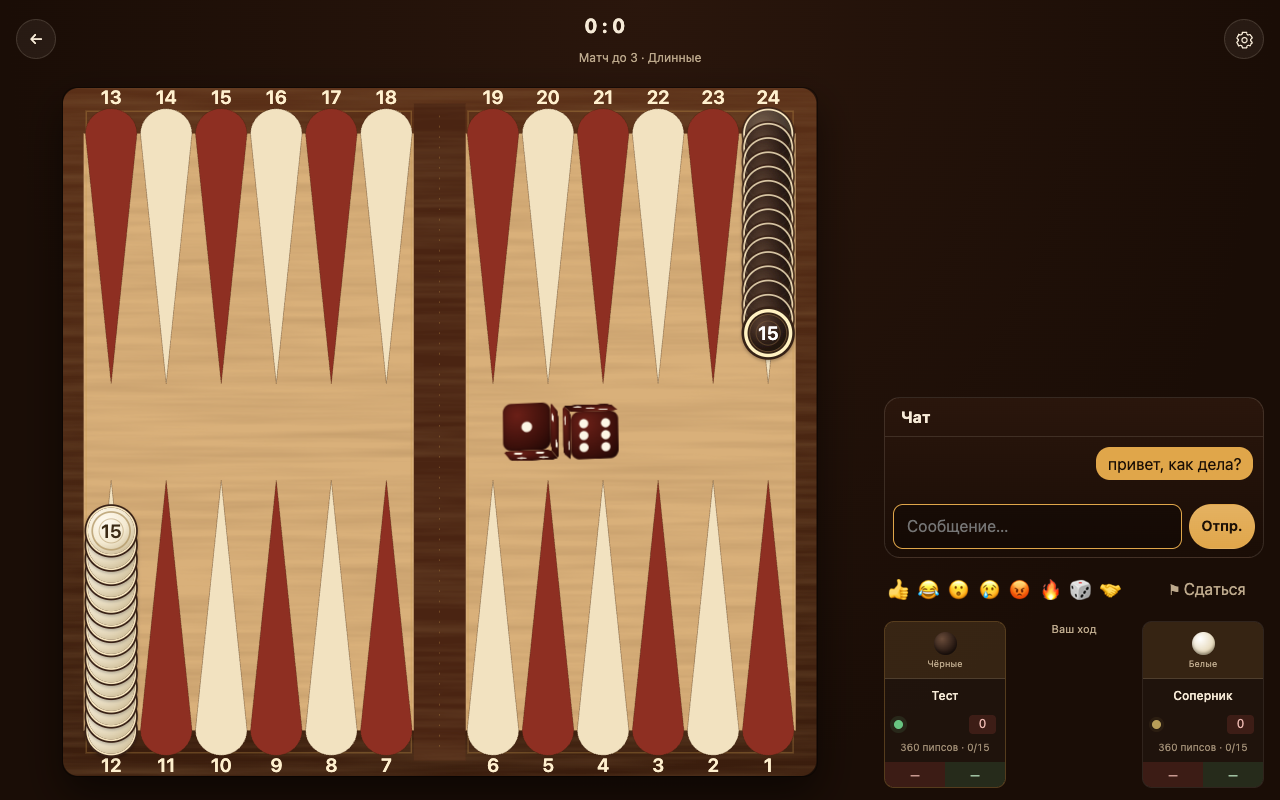 0:0
Матч до 3 · Длинные
13 14 15 16 17 18 19 20 21 22 23 24
15
15
12 11 10 9 8 7 6 5 4 3 2 1
Чат
привет, как дела?
Сообщение...
Отпр.
Сдаться
Чёрные
Ваш ход
Белые
Тест
Соперник
0
0
360 пипсов · 0/15
360 пипсов · 0/15
– –
– –